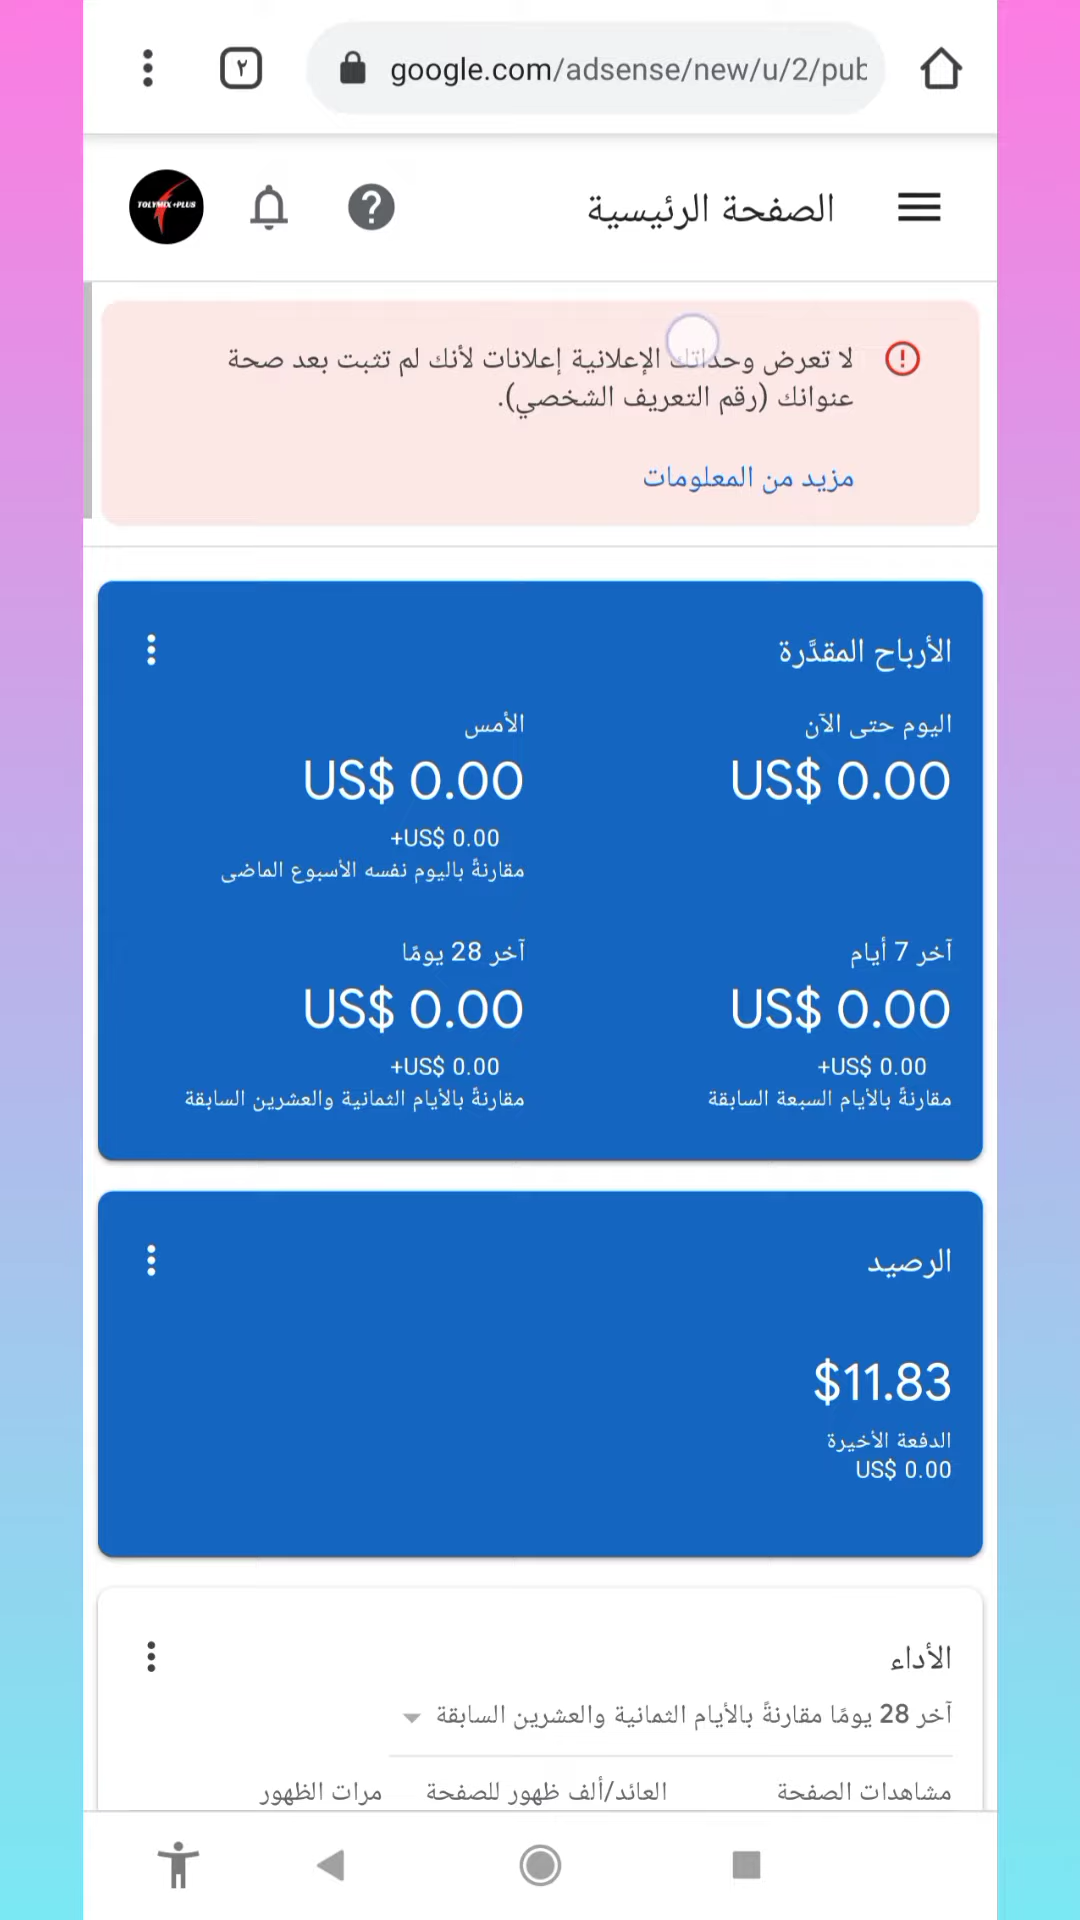 ٢
google.com/adsense/new/u/2/pub
TOLYMIX +PLUS
الصفحة الرئيسية
لا تعرض وحداتك الإعلانية إعلانات لأنك لم تثبت بعد صحة
عنوانك (رقم التعريف الشخصي).
مزيد من المعلومات
الأرباح المقدَّرة
اليوم حتى الآن
US$ 0.00
الأمس
US$ 0.00
+US$ 0.00
مقارنةً باليوم نفسه الأسبوع الماضى
آخر 7 أيام
US$ 0.00
+US$ 0.00
مقارنةً بالأيام السبعة السابقة
آخر 28 يومًا
US$ 0.00
+US$ 0.00
مقارنةً بالأيام الثمانية والعشرين السابقة
الرصيد
$11.83
الدفعة الأخيرة
US$ 0.00
الأداء
آخر 28 يومًا مقارنةً بالأيام الثمانية والعشرين السابقة
مشاهدات الصفحة
العائد/ألف ظهور للصفحة
مرات الظهور